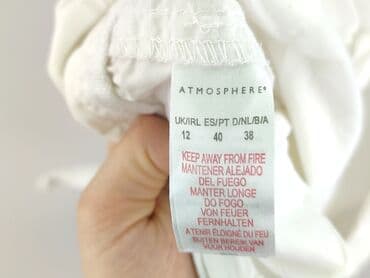 ATMOSPHERE®
UK/IRL ES/PT D/NL/B/A
12 40 38
KEEP AWAY FROM FIRE
MANTENER ALEJADO
DEL FUEGO
MANTER LONGE
DO FOGO
VON FEUER
FERNHALTEN
A TENIR ÉLOIGNÉ DU FEU
BUITEN BEREIK VAN
VUUR HOUDEN